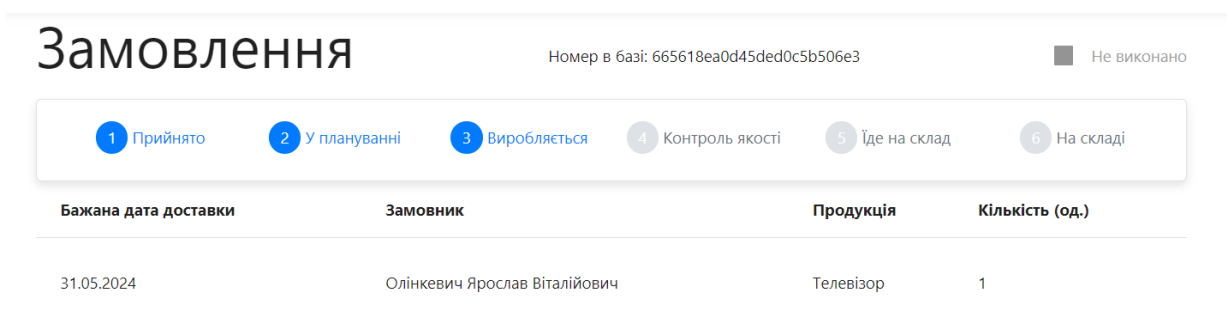 Замовлення
Номер в базі: 665618ea0d45ded0c5b506e3
Не виконано
1 Прийнято 2 У плануванні 3 Виробляється 4 Контроль якості 5 Їде на склад 6 На складі
Бажана дата доставки Замовник Продукція Кількість (од.)
31.05.2024 Олінкевич Ярослав Віталійович Телевізор 1